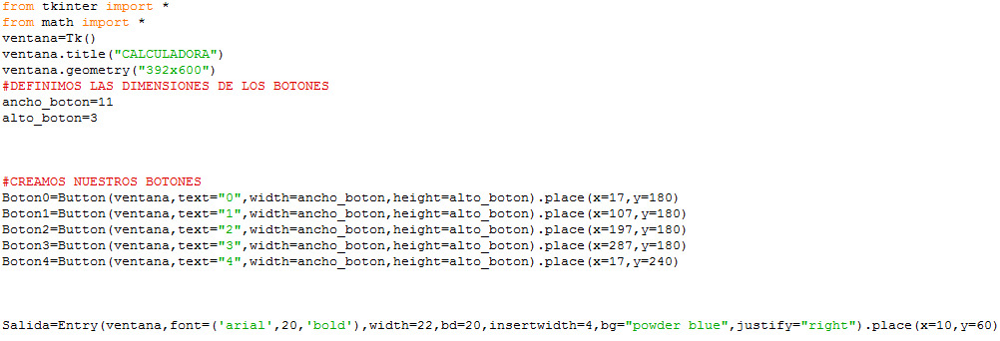 from tkinter import *
from math import *
ventana=Tk()
ventana.title("CALCULADORA")
ventana.geometry("392x600")
#DEFINIMOS LAS DIMENSIONES DE LOS BOTONES
ancho_boton=11
alto_boton=3
#CREAMOS NUESTROS BOTONES
Boton0=Button(ventana,text="0",width=ancho_boton,height=alto_boton).place(x=17,y=180)
Boton1=Button(ventana,text="1",width=ancho_boton,height=alto_boton).place(x=107,y=180)
Boton2=Button(ventana,text="2",width=ancho_boton,height=alto_boton).place(x=197,y=180)
Boton3=Button(ventana,text="3",width=ancho_boton,height=alto_boton).place(x=287,y=180)
Boton4=Button(ventana,text="4",width=ancho_boton,height=alto_boton).place(x=17,y=240)
Salida=Entry(ventana,font=('arial',20,'bold'),width=22,bd=20,insertwidth=4,bg="powder blue",justify="right").place(x=10,y=60)